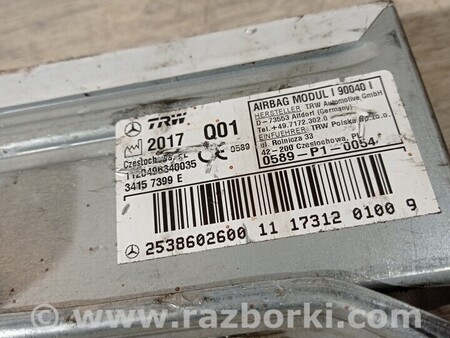 TRW
2017 Q01
Czestochowa, PL 0589
1120496340035
3415 7399 E
AIRBAG MODUL I 90040 I
HERSTELLER TRW Automotive GmbH
D-73553 Alfdorf (Germany)
Tel.+49.7172.302.0
EINFUEHRER: TRW Polska Sp.zo.o.
ul. Rolnicza 33
42-200 Czestochowa, PL
0589-P1-0054
2538602600 11 17312 0100 9
www.razborki.com